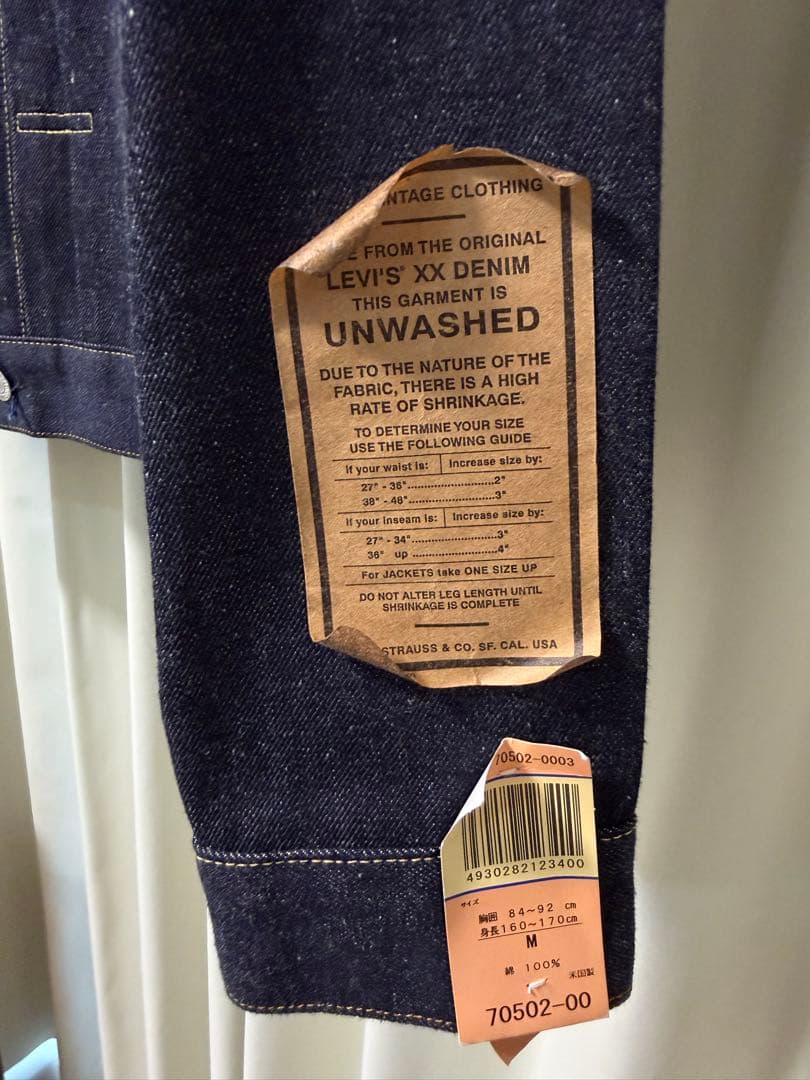 NTAGE CLOTHING
E FROM THE ORIGINAL
LEVI'S® XX DENIM
THIS GARMENT IS
UNWASHED
DUE TO THE NATURE OF THE
FABRIC, THERE IS A HIGH
RATE OF SHRINKAGE.
TO DETERMINE YOUR SIZE
USE THE FOLLOWING GUIDE
If your waist is: Increase size by:
27" - 36"..........................2"
38" - 48"..........................3"
If your inseam is: Increase size by:
27" - 34"..........................3"
36" up ..........................4"
For JACKETS take ONE SIZE UP
DO NOT ALTER LEG LENGTH UNTIL
SHRINKAGE IS COMPLETE
STRAUSS & CO. SF. CAL. USA
70502-0003
4930282123400
サイズ
胸囲 84~92 cm
身長160~170cm
M
綿 100%
米国製
70502-00